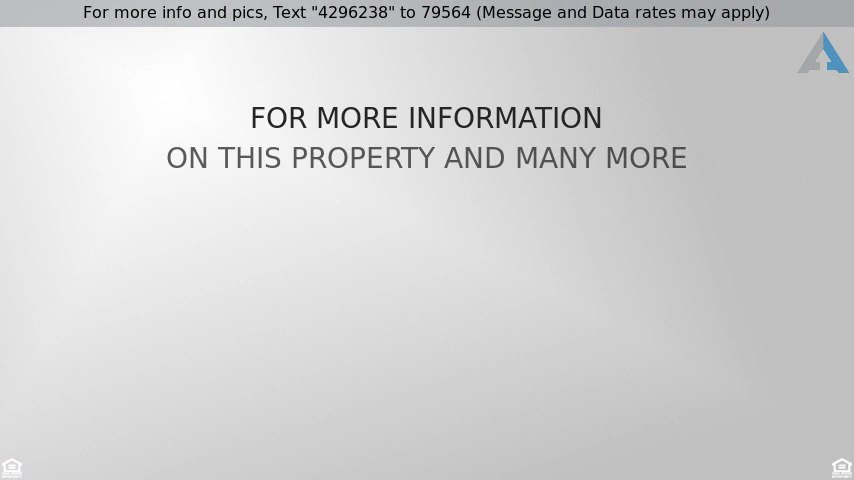 For more info and pics, Text "4296238" to 79564 (Message and Data rates may apply)
FOR MORE INFORMATION
ON THIS PROPERTY AND MANY MORE